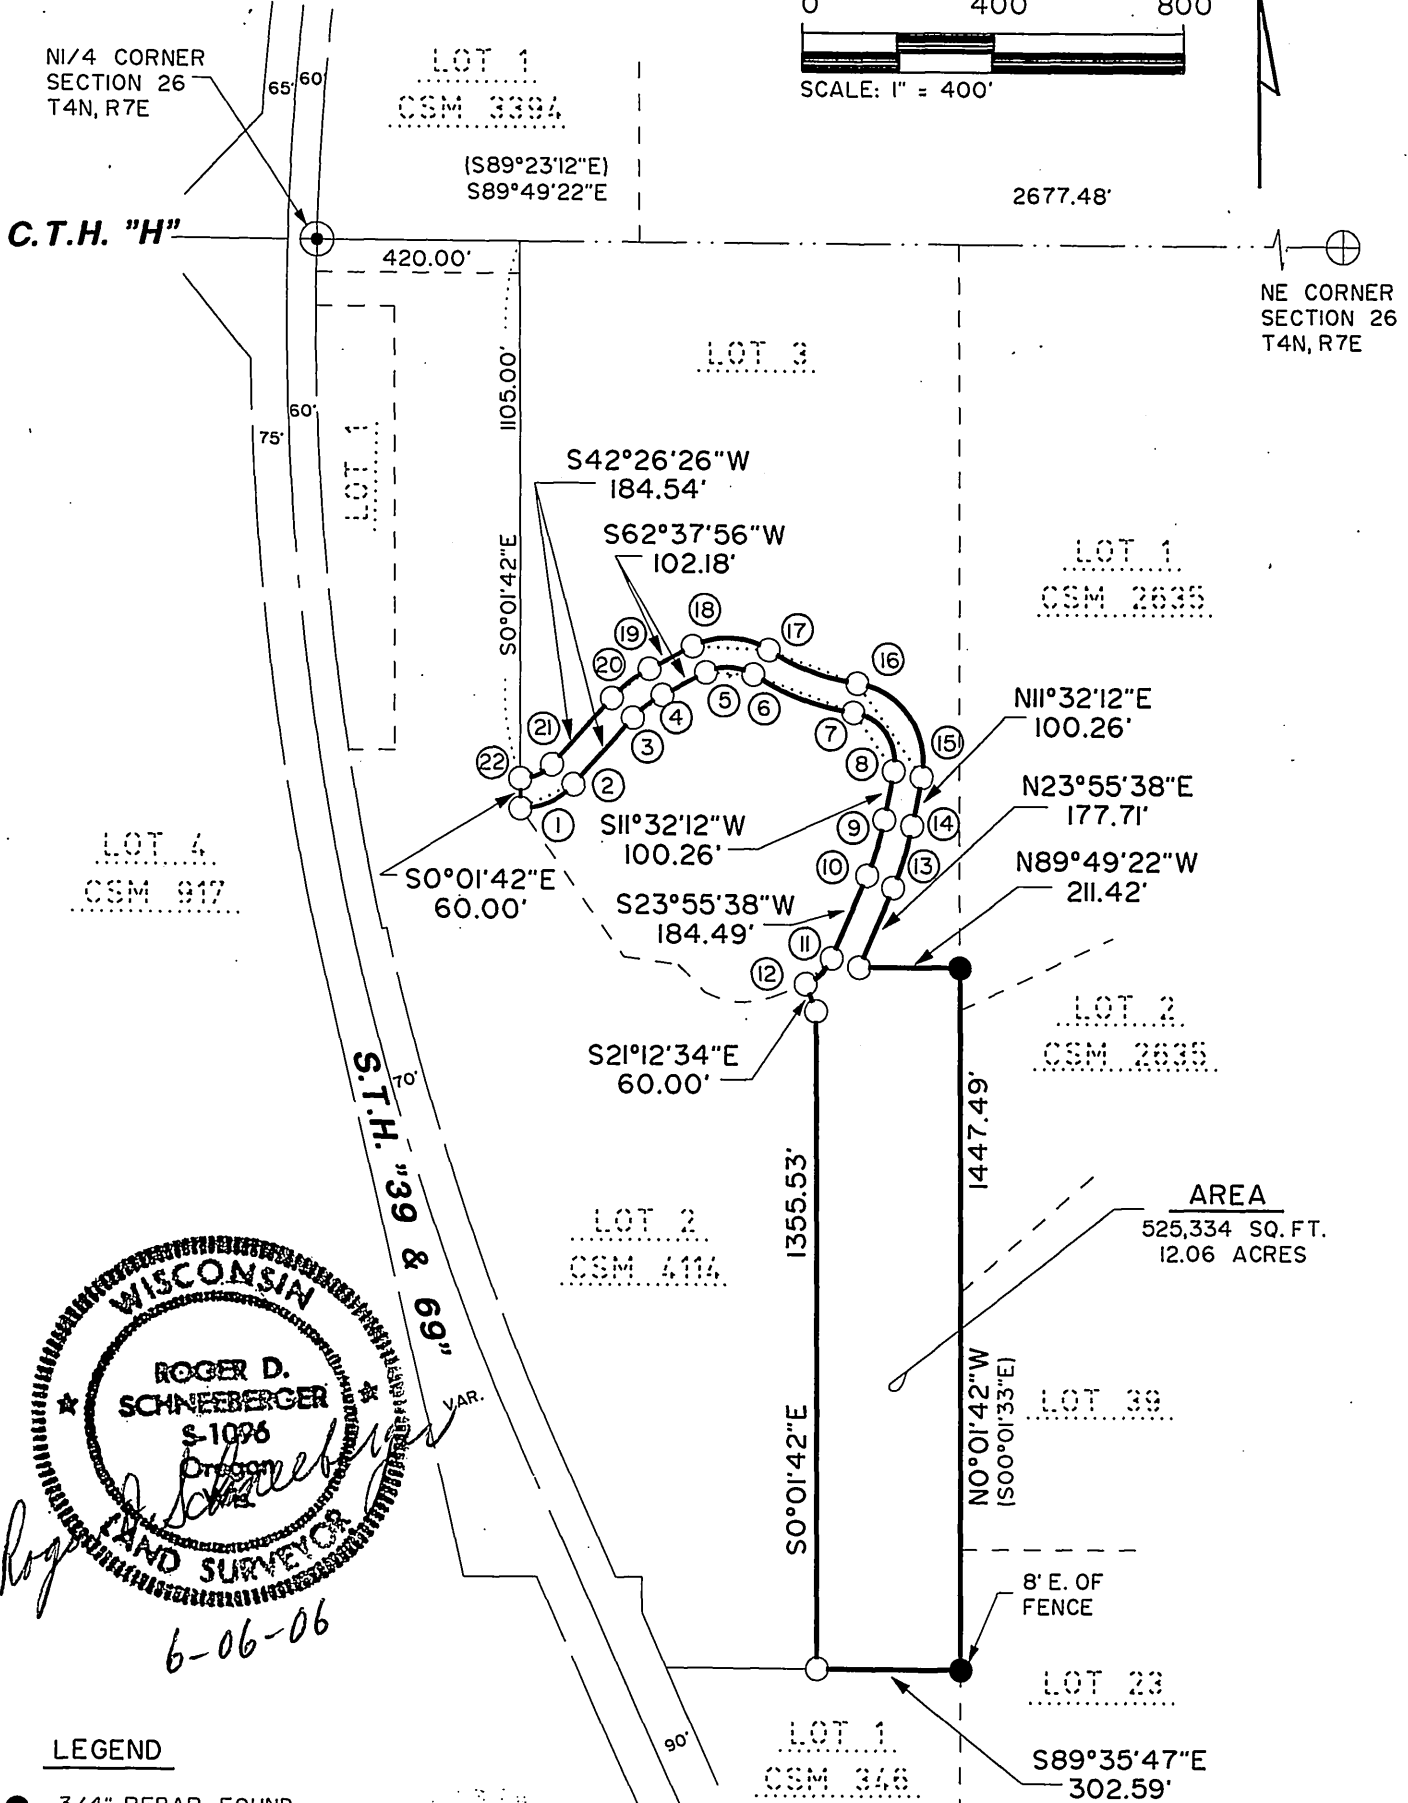 0 400 800
SCALE: 1" = 400'
N1/4 CORNER
SECTION 26
T4N, R7E
65' 60'
LOT 1
CSM 3394
(S89°23'12"E)
S89°49'22"E
2677.48'
C.T.H. "H"
420.00'
NE CORNER
SECTION 26
T4N, R7E
LOT 3
1105.00'
S0°01'42"E
60'
75'
LOT 1
S42°26'26"W
184.54'
S62°37'56"W
102.18'
LOT 1
CSM 2635
18
17
19
16
20
5
6
4
7
3
21
15
8
22
2
1
9
14
10
13
11
12
N11°32'12"E
100.26'
N23°55'38"E
177.71'
S11°32'12"W
100.26'
N89°49'22"W
211.42'
LOT 4
CSM 917
S0°01'42"E
60.00'
S23°55'38"W
184.49'
LOT 2
CSM 2635
S21°12'34"E
60.00'
S.T.H. "39 & 69"
70'
1447.49'
1355.53'
AREA
525,334 SQ. FT.
12.06 ACRES
LOT 2
CSM 4114
WISCONSIN
ROGER D.
SCHNEEBERGER
S-1096
Oregon
Wis.
LAND SURVEYOR
Roger D. Schneeberger
6-06-06
VAR.
S0°01'42"E
N0°01'42"W
(S00°01'33"E)
LOT 39
8' E. OF
FENCE
LOT 23
90'
LOT 1
CSM 346
S89°35'47"E
302.59'
LEGEND
3/4" REBAR FOUND